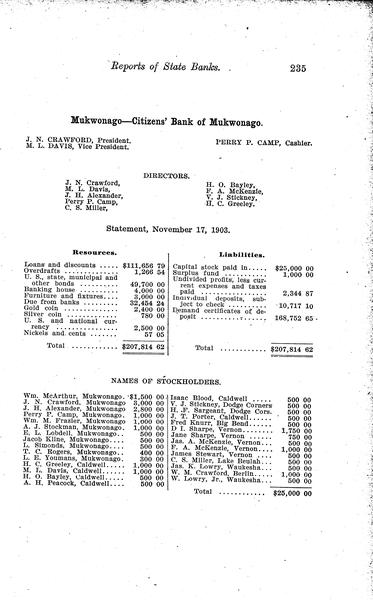 Reports of State Banks.
235
Mukwonago—Citizens' Bank of Mukwonago.
J. N. CRAWFORD, President.
M. L. DAVIS, Vice President.
PERRY P. CAMP, Cashier.
DIRECTORS.
J. N. Crawford,
M. L. Davis,
J. H. Alexander,
Perry P. Camp,
C. S. Miller,
H. O. Bayley,
F. A. McKenzie,
V. J. Stickney,
H. C. Greeley.
Statement, November 17, 1903.
Resources.
Loans and discounts ..... $111,656 79
Overdrafts ............... 1,266 54
U. S., state, municipal and
other bonds ........... 49,700 00
Banking house ........... 4,000 00
Furniture and fixtures.... 3,000 00
Due from banks .......... 32,454 24
Gold coin ................ 2,400 00
Silver coin .............. 780 00
U. S. and national cur-
rency ................. 2,500 00
Nickels and cents ........ 57 05
Total ........... $207,814 62
Liabilities.
Capital stock paid in..... $25,000 00
Surplus fund ............ 1,000 00
Undivided profits, less cur-
rent expenses and taxes
paid .................. 2,344 87
Individual deposits, sub-
ject to check ........... 10,717 10
Demand certificates of de-
posit .................. 168,752 65
Total ........... $207,814 62
NAMES OF STOCKHOLDERS.
Wm. McArthur, Mukwonago. $1,500 00
J. N. Crawford, Mukwonago 3,000 00
J. H. Alexander, Mukwonago 2,800 00
Perry P. Camp, Mukwonago. 1,000 00
Wm. M. Frazier, Mukwonago 1,000 00
A. J. Stockman, Mukwonago. 1,000 00
E. L. Lobdell, Mukwonago.. 500 00
Jacob Kline, Mukwonago... 500 00
L. Simonds, Mukwonago... 500 00
T. C. Rogers, Mukwonago.. 400 00
L. E. Youmans, Mukwonago. 300 00
H. C. Greeley, Caldwell..... 1,000 00
M. L. Davis, Caldwell...... 1,000 00
H. O. Bayley, Caldwell..... 500 00
A. H. Peacock, Caldwell.... 500 00
Isaac Blood, Caldwell ..... 500 00
V. J. Stickney, Dodge Corners 500 00
H. F. Sargeant, Dodge Cors. 500 00
J. T. Porter, Caldwell...... 500 00
Fred Knurr, Big Bend...... 500 00
D I. Sharpe, Vernon....... 1,750 00
Jane Sharpe, Vernon ..... 750 00
Jas. A. McKenzie, Vernon.. 500 00
F. A. McKenzie, Vernon... 1,000 00
James Stewart, Vernon .... 500 00
C. S. Miller, Lake Beulah... 500 00
Jas. K. Lowry, Waukesha.. 500 00
W. M. Crawford, Berlin.... 1,000 00
W. Lowry, Jr., Waukesha.. 500 00
Total ............ $25,000 00